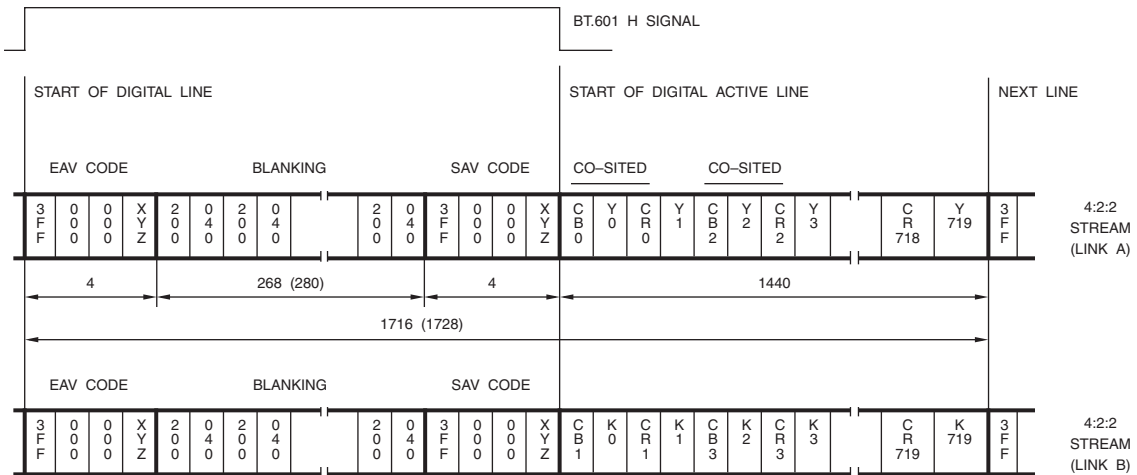 BT.601 H SIGNAL
START OF DIGITAL LINE START OF DIGITAL ACTIVE LINE NEXT LINE
EAV CODE BLANKING SAV CODE CO–SITED CO–SITED
3FF 000 000 XYZ 200 040 200 040 200 040 3FF 000 000 XYZ CB0 Y0 CR0 Y1 CB2 Y2 CR2 Y3 CR718 Y719 3FF
4:2:2
STREAM
(LINK A)
4 268 (280) 4 1440
1716 (1728)
EAV CODE BLANKING SAV CODE
3FF 000 000 XYZ 200 040 200 040 200 040 3FF 000 000 XYZ CB1 K0 CR1 K1 CB3 K2 CR3 K3 CR719 K719 3FF
4:2:2
STREAM
(LINK B)